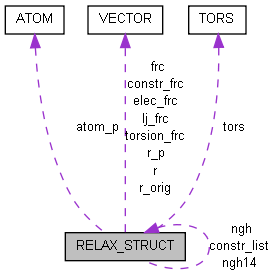 ATOM
VECTOR
TORS
frc
constr_frc
elec_frc
lj_frc
torsion_frc
r_p
r
r_orig
atom_p
tors
RELAX_STRUCT
ngh
constr_list
ngh14